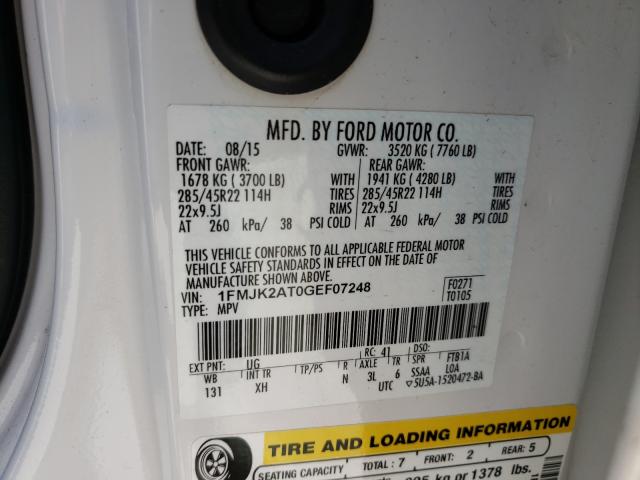 MFD. BY FORD MOTOR CO.
DATE: 08/15 GVWR: 3520 KG ( 7760 LB)
FRONT GAWR: REAR GAWR:
1678 KG ( 3700 LB) 1941 KG ( 4280 LB)
285/45R22 114H TIRES 285/45R22 114H TIRES
22x9.5J RIMS 22x9.5J RIMS
AT 260 kPa/ 38 PSI COLD AT 260 kPa/ 38 PSI COLD
THIS VEHICLE CONFORMS TO ALL APPLICABLE FEDERAL MOTOR
VEHICLE SAFETY STANDARDS IN EFFECT ON THE DATE OF
MANUFACTURE SHOWN ABOVE.
VIN: 1FMJK2AT0GEF07248 F0271
TYPE: MPV T0105
EXT PNT: UG RC: 41 DSO:
WB INT TR TP/PS R AXLE TR SPR FTB1A
131 XH N 3L 6 SSAA LOA
UTC ▽5U5A-1520472-BA
TIRE AND LOADING INFORMATION
SEATING CAPACITY TOTAL: 7 FRONT: 2 REAR: 5
kg or 1378 lbs.